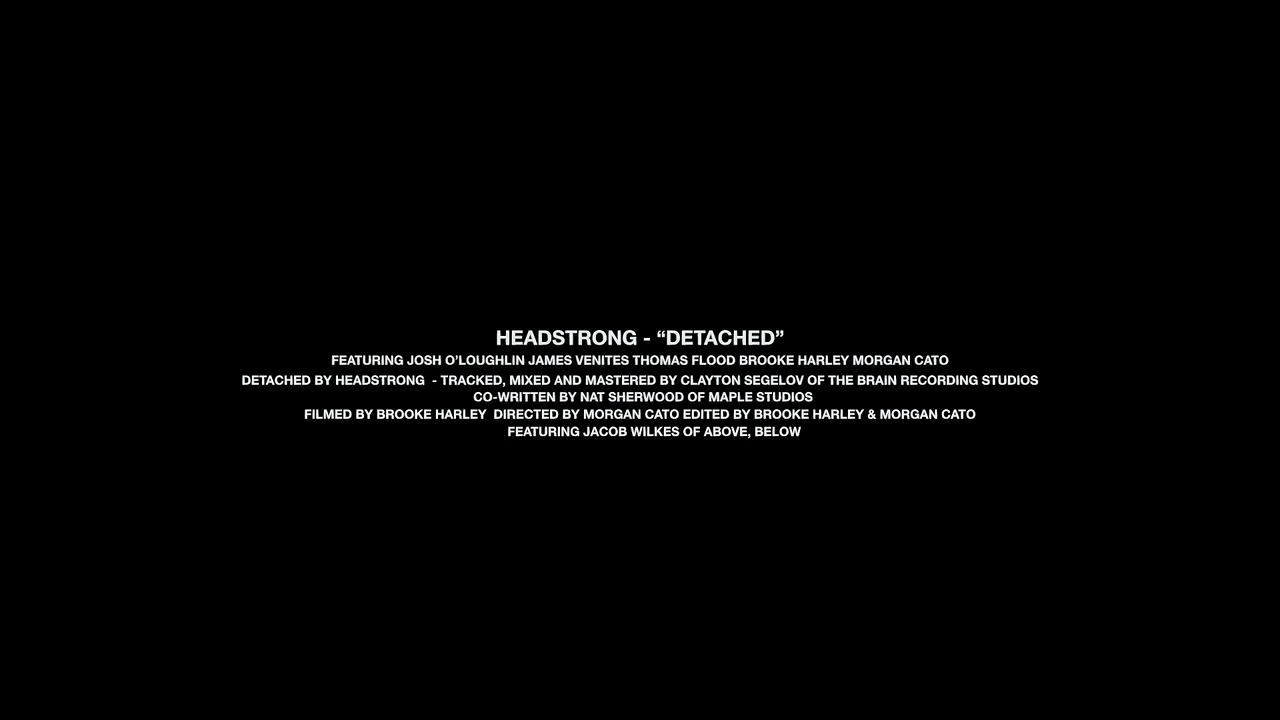 HEADSTRONG - “DETACHED”
FEATURING JOSH O’LOUGHLIN JAMES VENITES THOMAS FLOOD BROOKE HARLEY MORGAN CATO
DETACHED BY HEADSTRONG  - TRACKED, MIXED AND MASTERED BY CLAYTON SEGELOV OF THE BRAIN RECORDING STUDIOS
CO-WRITTEN BY NAT SHERWOOD OF MAPLE STUDIOS
FILMED BY BROOKE HARLEY  DIRECTED BY MORGAN CATO EDITED BY BROOKE HARLEY & MORGAN CATO
FEATURING JACOB WILKES OF ABOVE, BELOW